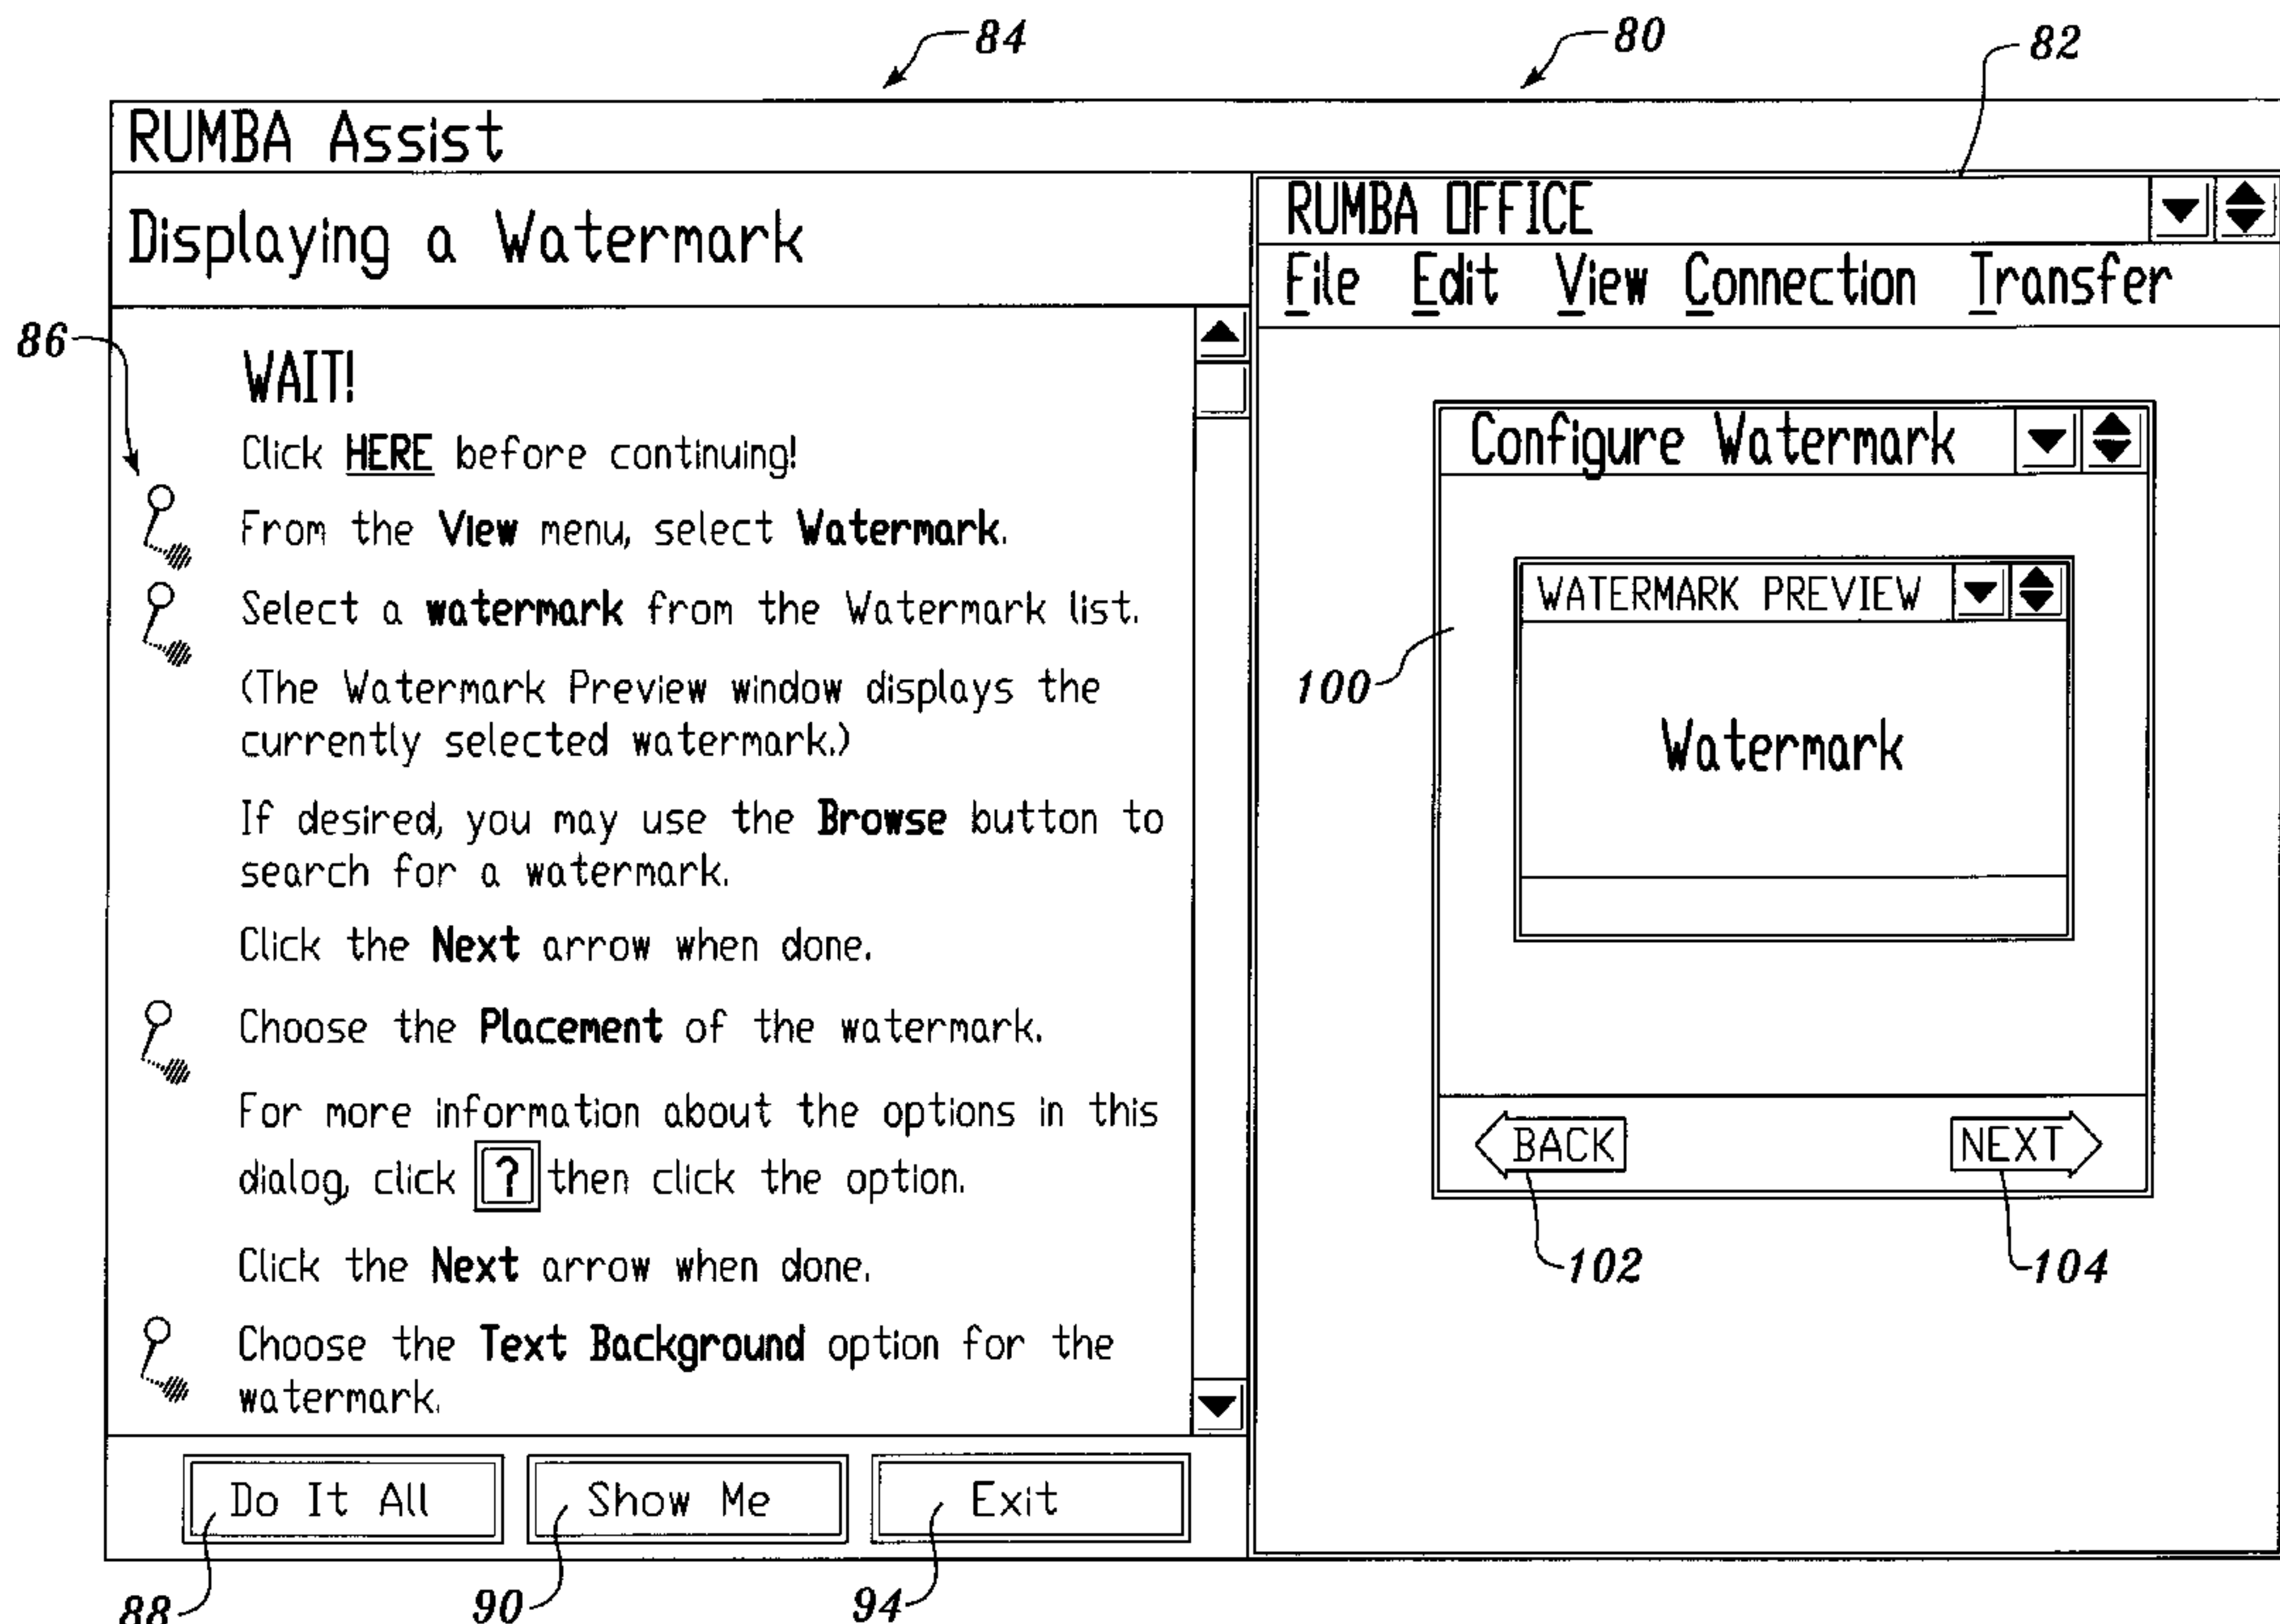 84
80
82
RUMBA Assist
Displaying a Watermark
86
WAIT!
Click HERE before continuing!
From the View menu, select Watermark.
Select a watermark from the Watermark list.
(The Watermark Preview window displays the
currently selected watermark.)
If desired, you may use the Browse button to
search for a watermark.
Click the Next arrow when done.
Choose the Placement of the watermark.
For more information about the options in this
dialog, click ? then click the option.
Click the Next arrow when done.
Choose the Text Background option for the
watermark.
Do It All
Show Me
Exit
88
90
94
RUMBA OFFICE
File Edit View Connection Transfer
Configure Watermark
WATERMARK PREVIEW
100
Watermark
BACK
NEXT
102
104